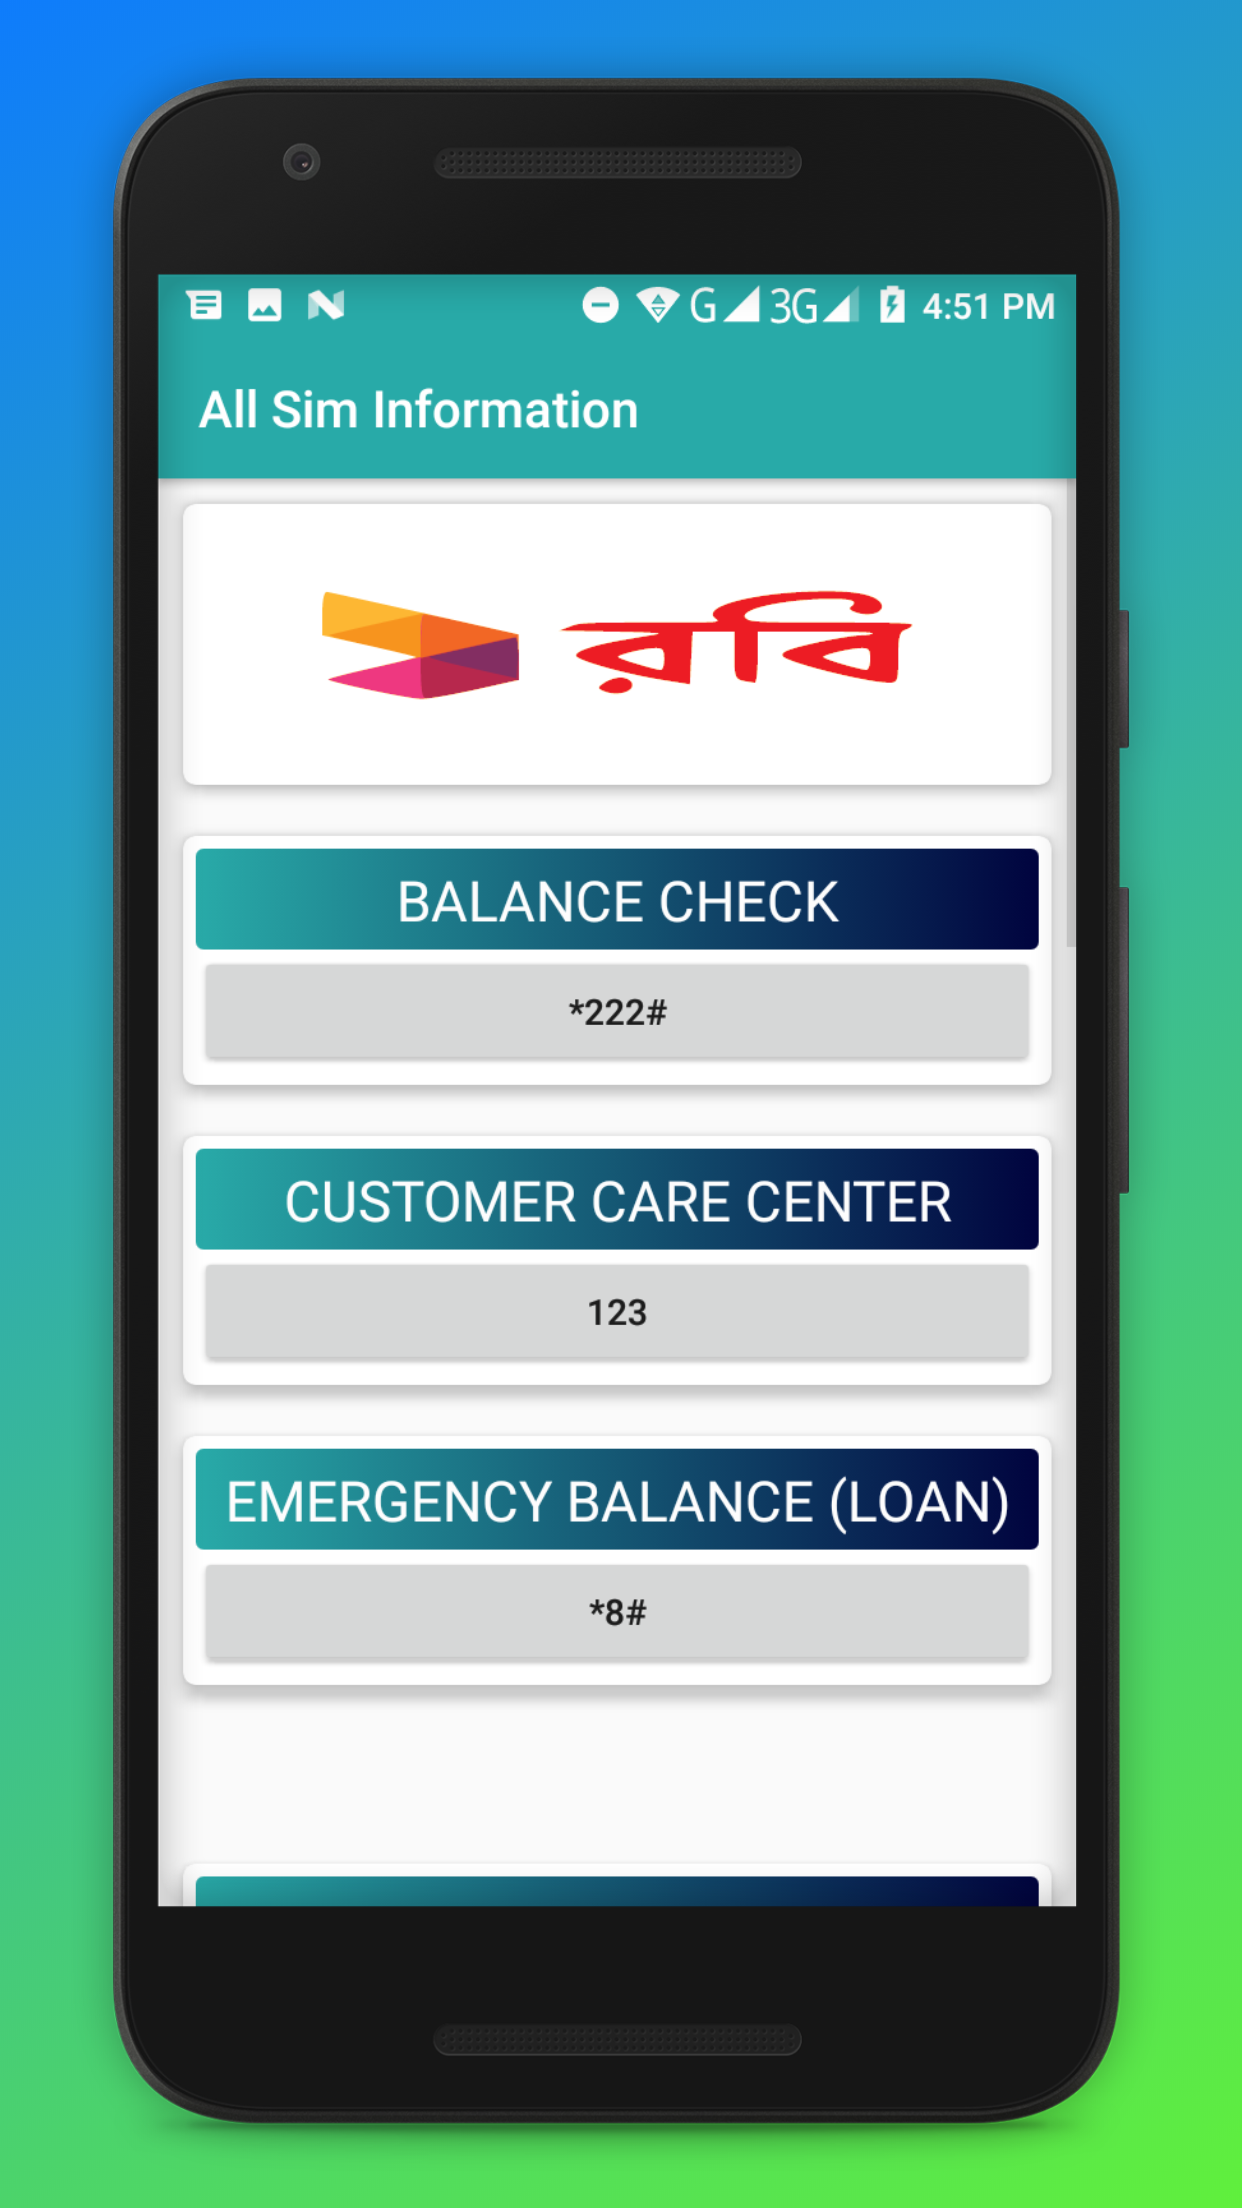 G 3G 4:51 PM
All Sim Information
রবি
BALANCE CHECK
*222#
CUSTOMER CARE CENTER
123
EMERGENCY BALANCE (LOAN)
*8#